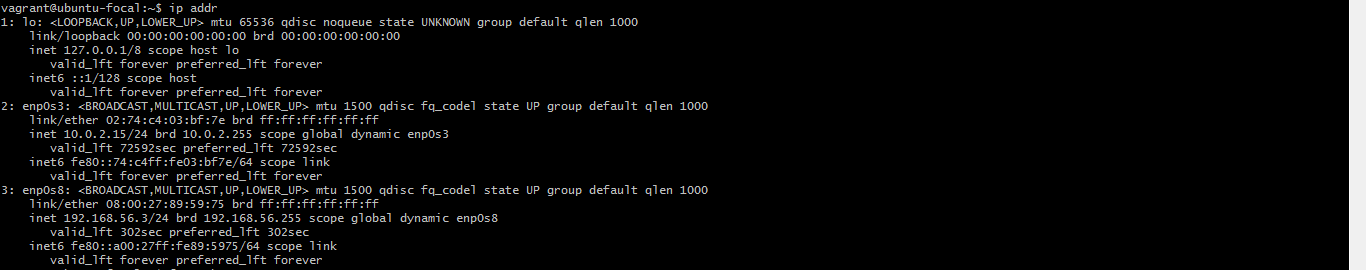 vagrant@ubuntu-focal:~$ ip addr
1: lo: <LOOPBACK,UP,LOWER_UP> mtu 65536 qdisc noqueue state UNKNOWN group default qlen 1000
    link/loopback 00:00:00:00:00:00 brd 00:00:00:00:00:00
    inet 127.0.0.1/8 scope host lo
       valid_lft forever preferred_lft forever
    inet6 ::1/128 scope host
       valid_lft forever preferred_lft forever
2: enp0s3: <BROADCAST,MULTICAST,UP,LOWER_UP> mtu 1500 qdisc fq_codel state UP group default qlen 1000
    link/ether 02:74:c4:03:bf:7e brd ff:ff:ff:ff:ff:ff
    inet 10.0.2.15/24 brd 10.0.2.255 scope global dynamic enp0s3
       valid_lft 72592sec preferred_lft 72592sec
    inet6 fe80::74:c4ff:fe03:bf7e/64 scope link
       valid_lft forever preferred_lft forever
3: enp0s8: <BROADCAST,MULTICAST,UP,LOWER_UP> mtu 1500 qdisc fq_codel state UP group default qlen 1000
    link/ether 08:00:27:89:59:75 brd ff:ff:ff:ff:ff:ff
    inet 192.168.56.3/24 brd 192.168.56.255 scope global dynamic enp0s8
       valid_lft 302sec preferred_lft 302sec
    inet6 fe80::a00:27ff:fe89:5975/64 scope link
       valid_lft forever preferred_lft forever